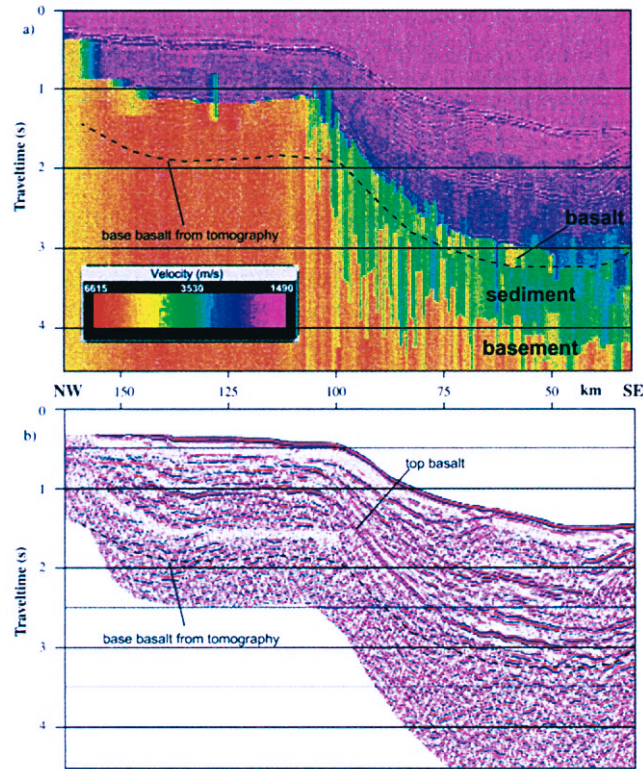 0
a)
1
Traveltime (s)
2
base basalt from tomography
basalt
3
Velocity (m/s)
6615 3530 1490
sediment
4
basement
NW 150 125 100 75 50 km SE
0
b)
top basalt
1
Traveltime (s)
2
base basalt from tomography
3
4